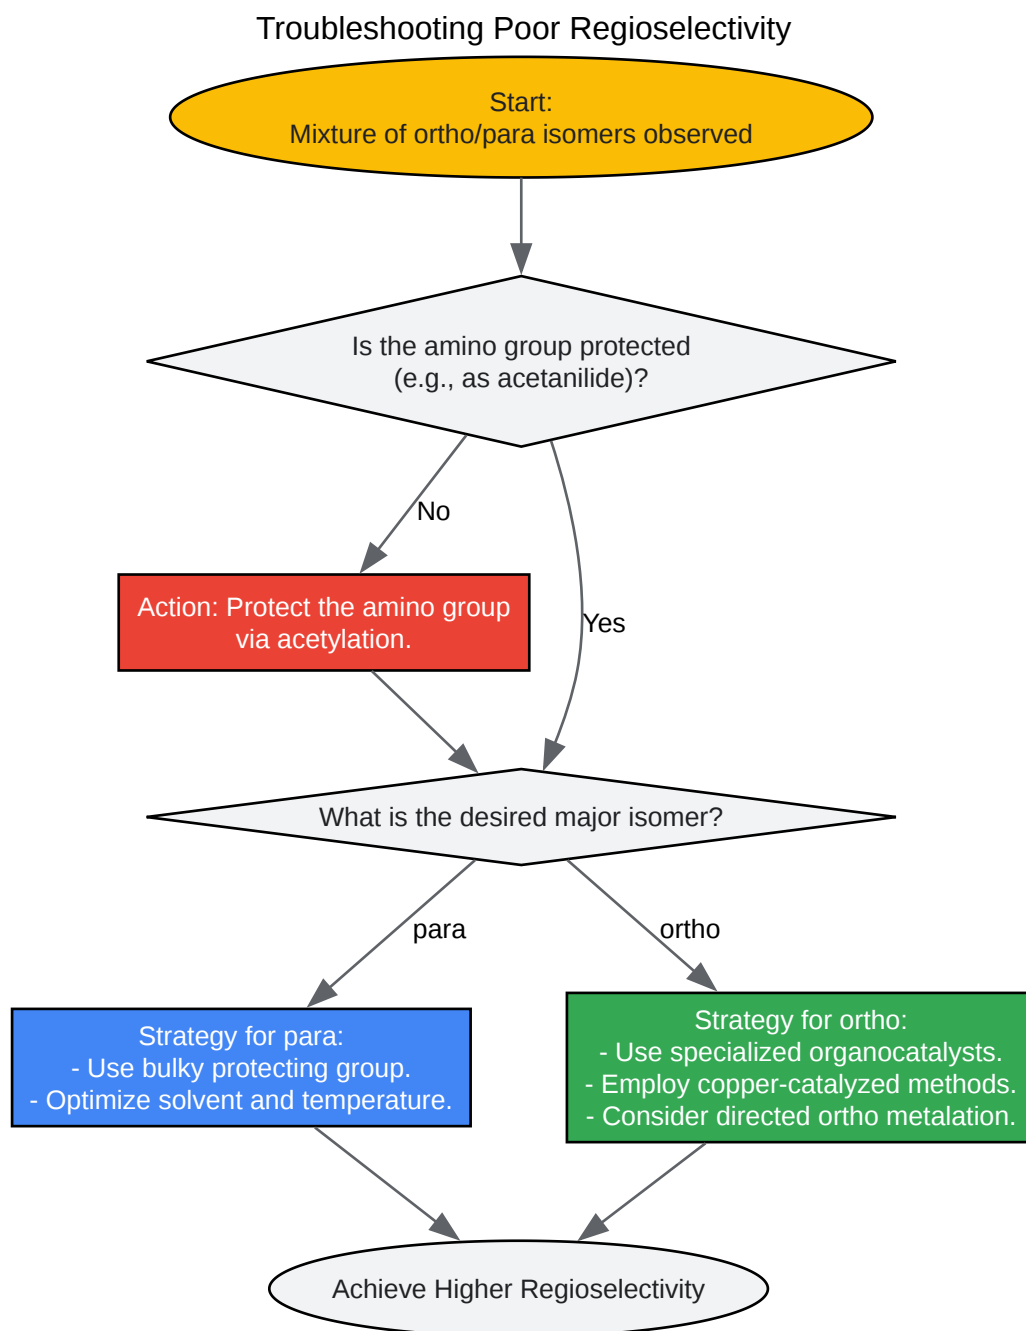 Troubleshooting Poor Regioselectivity
Start:
Mixture of ortho/para isomers observed
Is the amino group protected
(e.g., as acetanilide)?
No
Action: Protect the amino group
via acetylation.
Yes
What is the desired major isomer?
para
ortho
Strategy for para:
- Use bulky protecting group.
- Optimize solvent and temperature.
Strategy for ortho:
- Use specialized organocatalysts.
- Employ copper-catalyzed methods.
- Consider directed ortho metalation.
Achieve Higher Regioselectivity